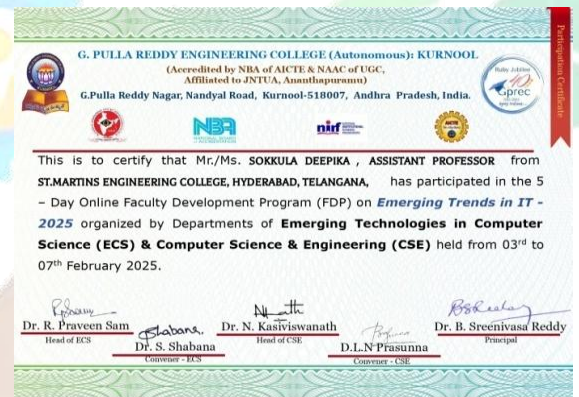 G. PULLA REDDY ENGINEERING COLLEGE (Autonomous): KURNOOL
(Accredited by NBA of AICTE & NAAC of UGC,
Affiliated to JNTUA, Ananthapuramu)
G.Pulla Reddy Nagar, Nandyal Road, Kurnool-518007, Andhra Pradesh, India.
Participation Certificate
Ruby Jubilee
40
Gprec
NBA
nirf
This is to certify that Mr./Ms. SOKKULA DEEPIKA , ASSISTANT PROFESSOR from
ST.MARTINS ENGINEERING COLLEGE, HYDERABAD, TELANGANA, has participated in the 5
– Day Online Faculty Development Program (FDP) on Emerging Trends in IT -
2025 organized by Departments of Emerging Technologies in Computer
Science (ECS) & Computer Science & Engineering (CSE) held from 03rd to
07th February 2025.
Dr. R. Praveen Sam
Head of ECS
Dr. S. Shabana
Convener - ECS
Dr. N. Kasiviswanath
Head of CSE
D.L.N Prasunna
Convener - CSE
Dr. B. Sreenivasa Reddy
Principal